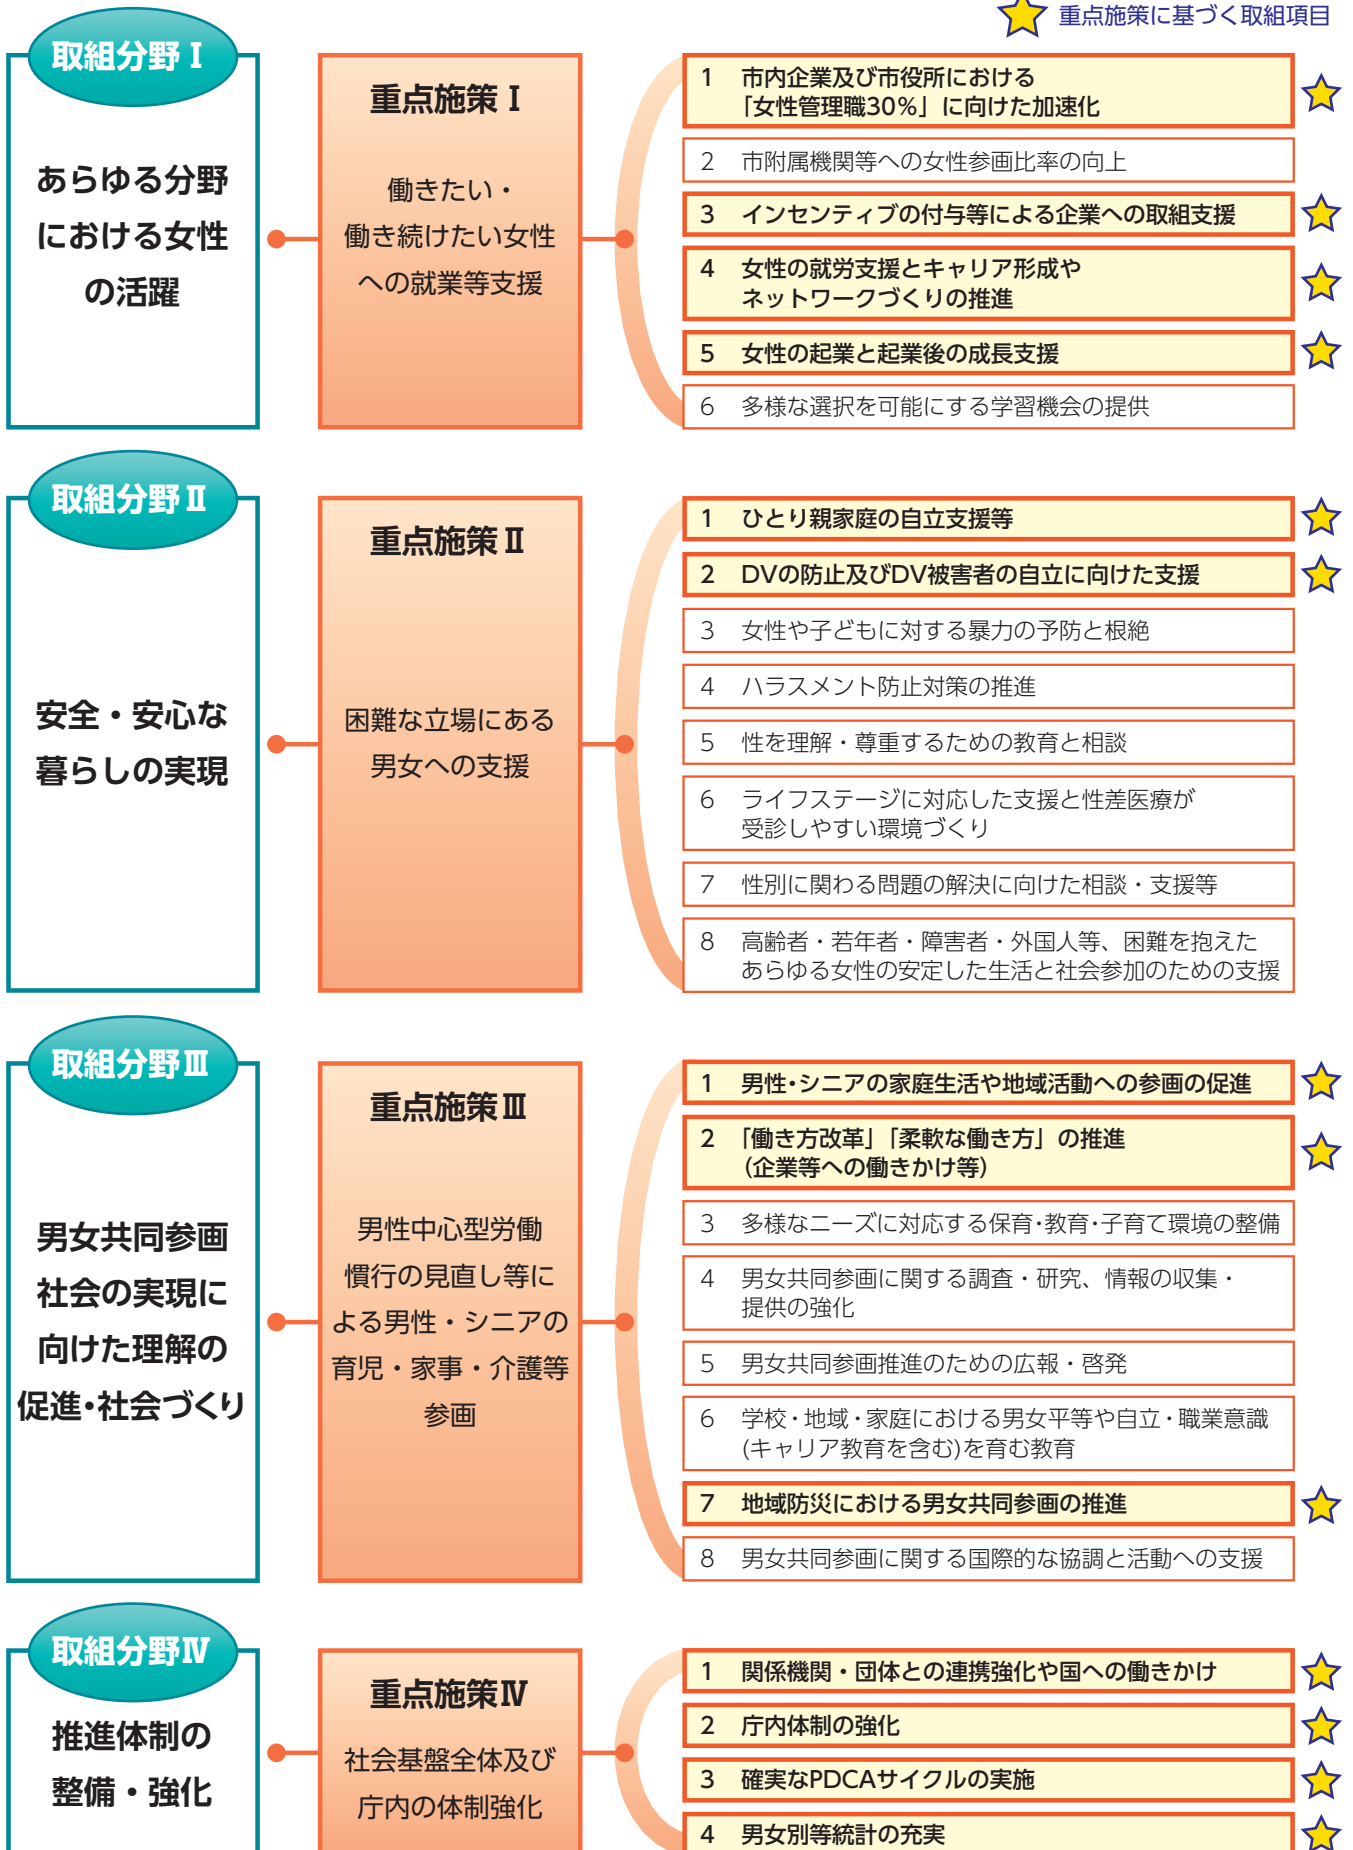 重点施策に基づく取組項目
取組分野Ⅰ
あらゆる分野
における女性
の活躍
重点施策Ⅰ
働きたい・
働き続けたい女性
への就業等支援
1 市内企業及び市役所における
「女性管理職30％」に向けた加速化
2 市附属機関等への女性参画比率の向上
3 インセンティブの付与等による企業への取組支援
4 女性の就労支援とキャリア形成や
ネットワークづくりの推進
5 女性の起業と起業後の成長支援
6 多様な選択を可能にする学習機会の提供
取組分野Ⅱ
安全・安心な
暮らしの実現
重点施策Ⅱ
困難な立場にある
男女への支援
1 ひとり親家庭の自立支援等
2 DVの防止及びDV被害者の自立に向けた支援
3 女性や子どもに対する暴力の予防と根絶
4 ハラスメント防止対策の推進
5 性を理解・尊重するための教育と相談
6 ライフステージに対応した支援と性差医療が
受診しやすい環境づくり
7 性別に関わる問題の解決に向けた相談・支援等
8 高齢者・若年者・障害者・外国人等、困難を抱えた
あらゆる女性の安定した生活と社会参加のための支援
取組分野Ⅲ
男女共同参画
社会の実現に
向けた理解の
促進・社会づくり
重点施策Ⅲ
男性中心型労働
慣行の見直し等に
よる男性・シニアの
育児・家事・介護等
参画
1 男性・シニアの家庭生活や地域活動への参画の促進
2 「働き方改革」「柔軟な働き方」の推進
（企業等への働きかけ等）
3 多様なニーズに対応する保育・教育・子育て環境の整備
4 男女共同参画に関する調査・研究、情報の収集・
提供の強化
5 男女共同参画推進のための広報・啓発
6 学校・地域・家庭における男女平等や自立・職業意識
(キャリア教育を含む)を育む教育
7 地域防災における男女共同参画の推進
8 男女共同参画に関する国際的な協調と活動への支援
取組分野Ⅳ
推進体制の
整備・強化
重点施策Ⅳ
社会基盤全体及び
庁内の体制強化
1 関係機関・団体との連携強化や国への働きかけ
2 庁内体制の強化
3 確実なPDCAサイクルの実施
4 男女別等統計の充実